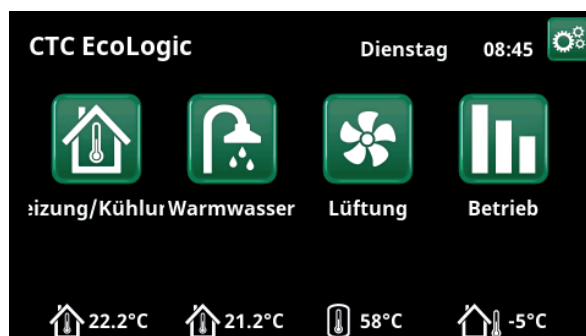 CTC EcoLogic Dienstag 08:45
eizung/Kühlur Warmwasser Lüftung Betrieb
22.2°C 21.2°C 58°C -5°C